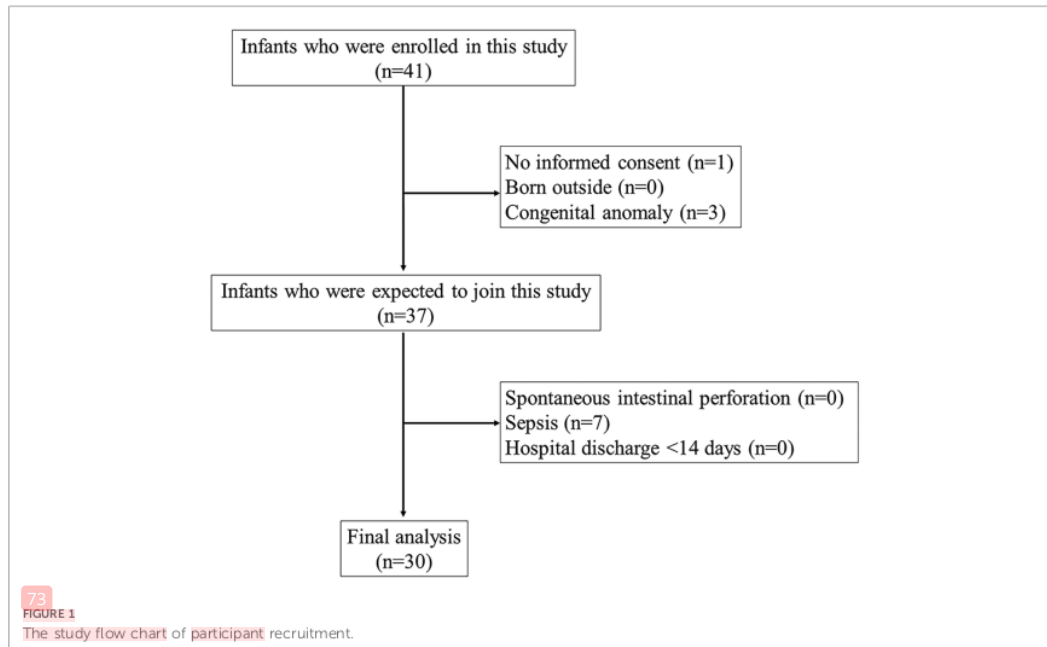 Infants who were enrolled in this study
(n=41)
No informed consent (n=1)
Born outside (n=0)
Congenital anomaly (n=3)
Infants who were expected to join this study
(n=37)
Spontaneous intestinal perforation (n=0)
Sepsis (n=7)
Hospital discharge <14 days (n=0)
Final analysis
(n=30)
73
FIGURE 1
The study flow chart of participant recruitment.